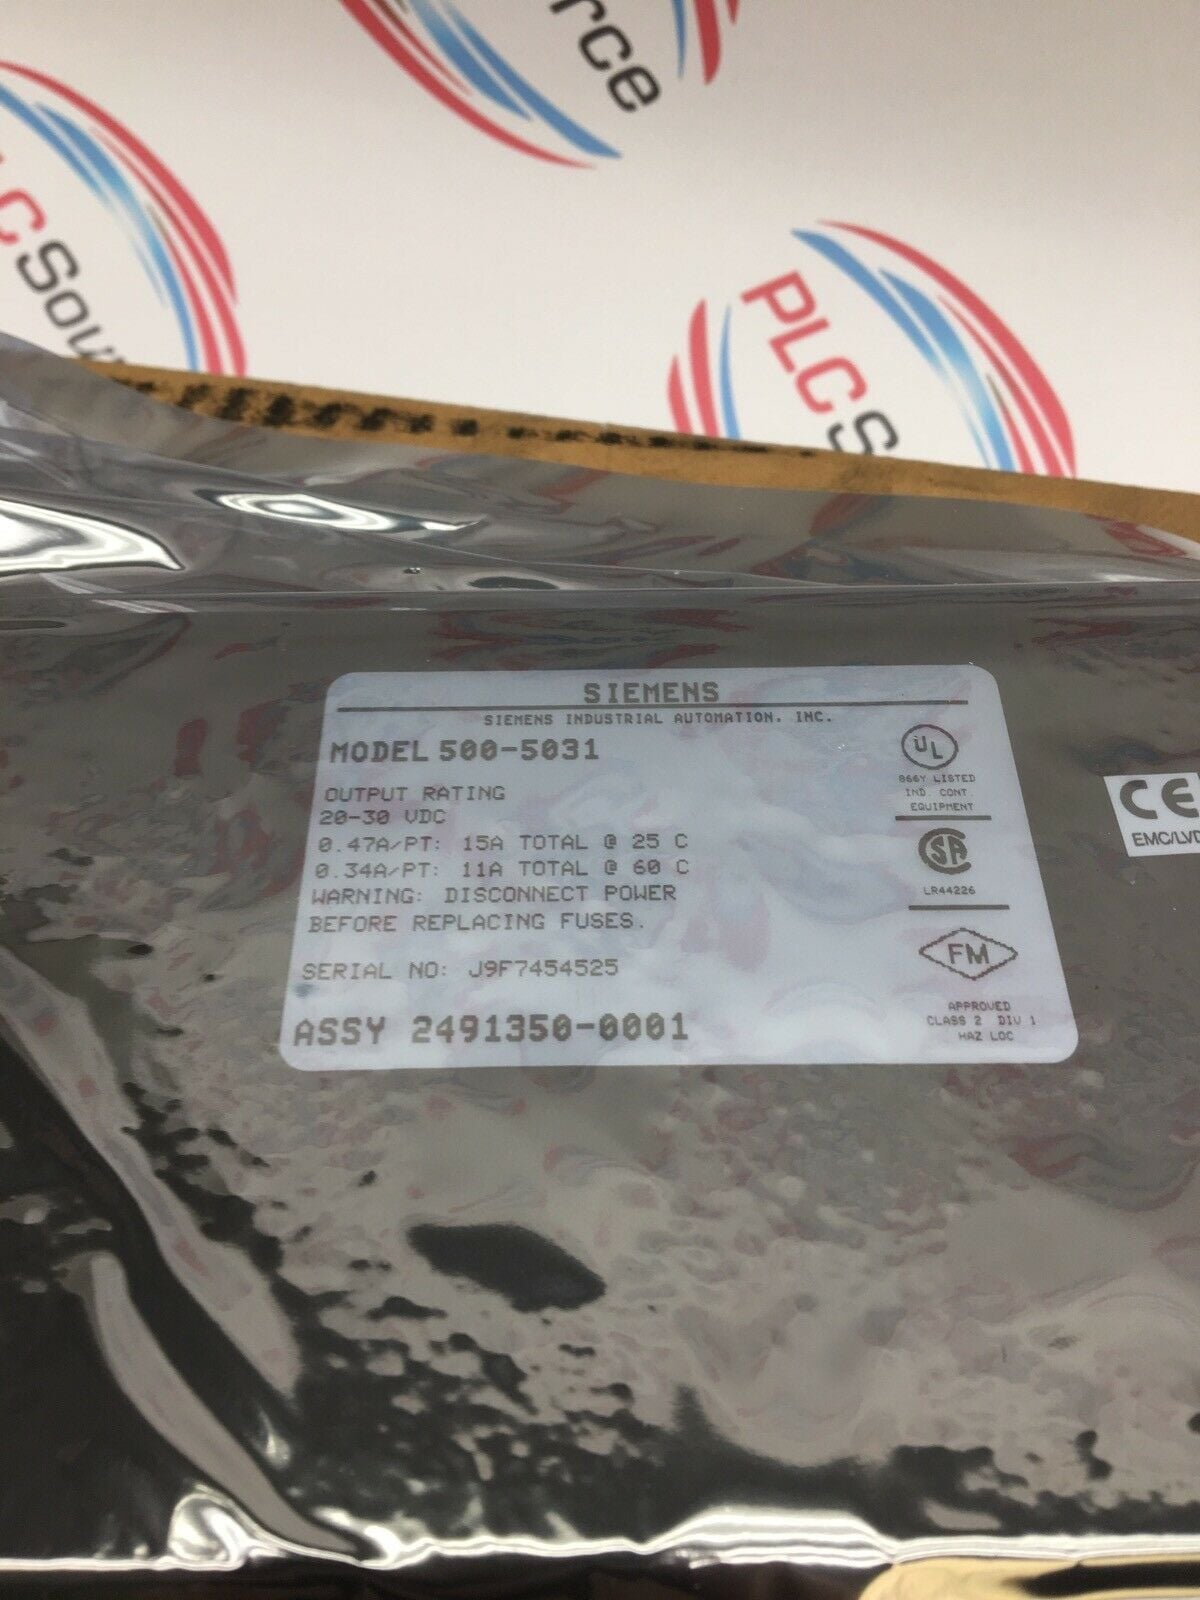 rce
cSou
PLCS
SIEMENS
SIEMENS INDUSTRIAL AUTOMATION, INC.
MODEL 500-5031
OUTPUT RATING
20-30 VDC
0.47A/PT: 15A TOTAL @ 25 C
0.34A/PT: 11A TOTAL @ 60 C
WARNING: DISCONNECT POWER
BEFORE REPLACING FUSES.
SERIAL NO: J9F7454525
ASSY 2491350-0001
UL
866Y LISTED
IND. CONT.
EQUIPMENT
SA
LR44226
FM
APPROVED
CLASS 2 DIV 1
HAZ LOC
CE
EMC/LVD